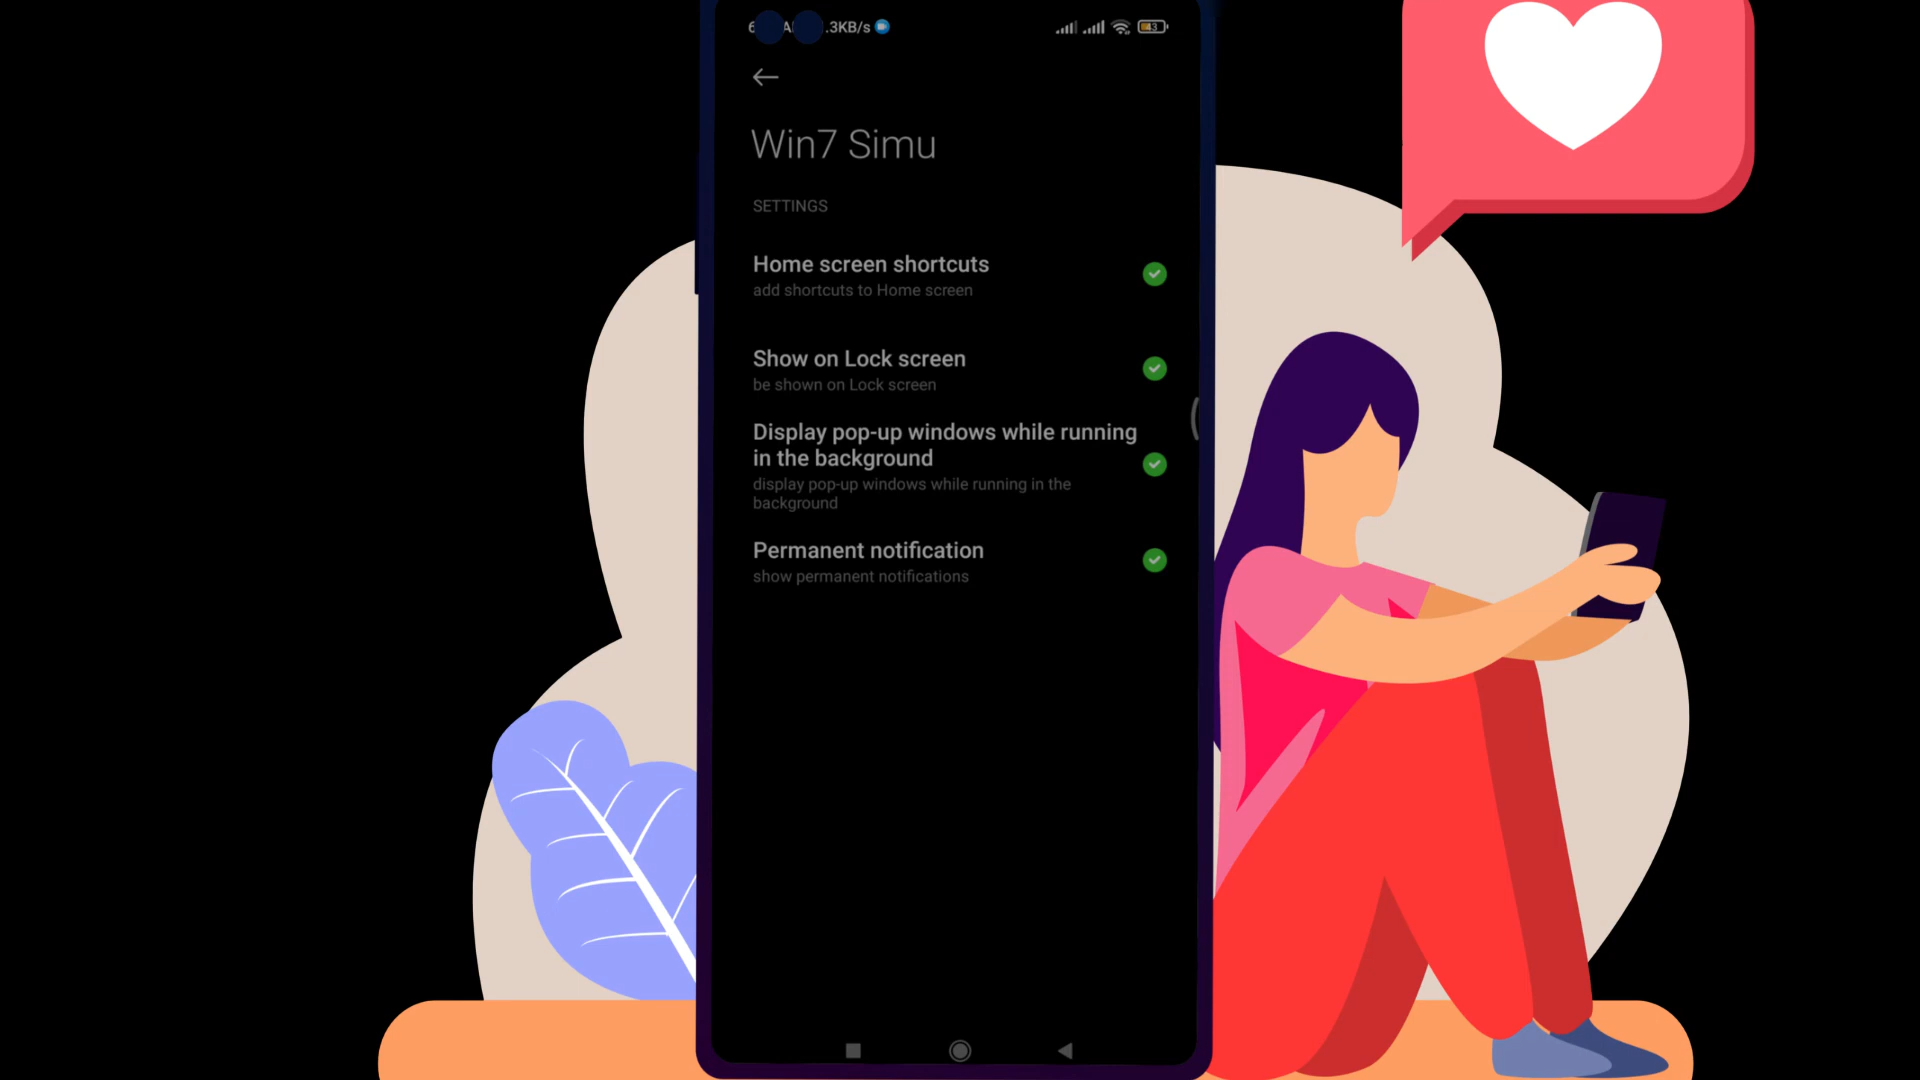 .3KB/s
43
Win7 Simu
SETTINGS
Home screen shortcuts
add shortcuts to Home screen
Show on Lock screen
be shown on Lock screen
Display pop-up windows while running
in the background
display pop-up windows while running in the
background
Permanent notification
show permanent notifications